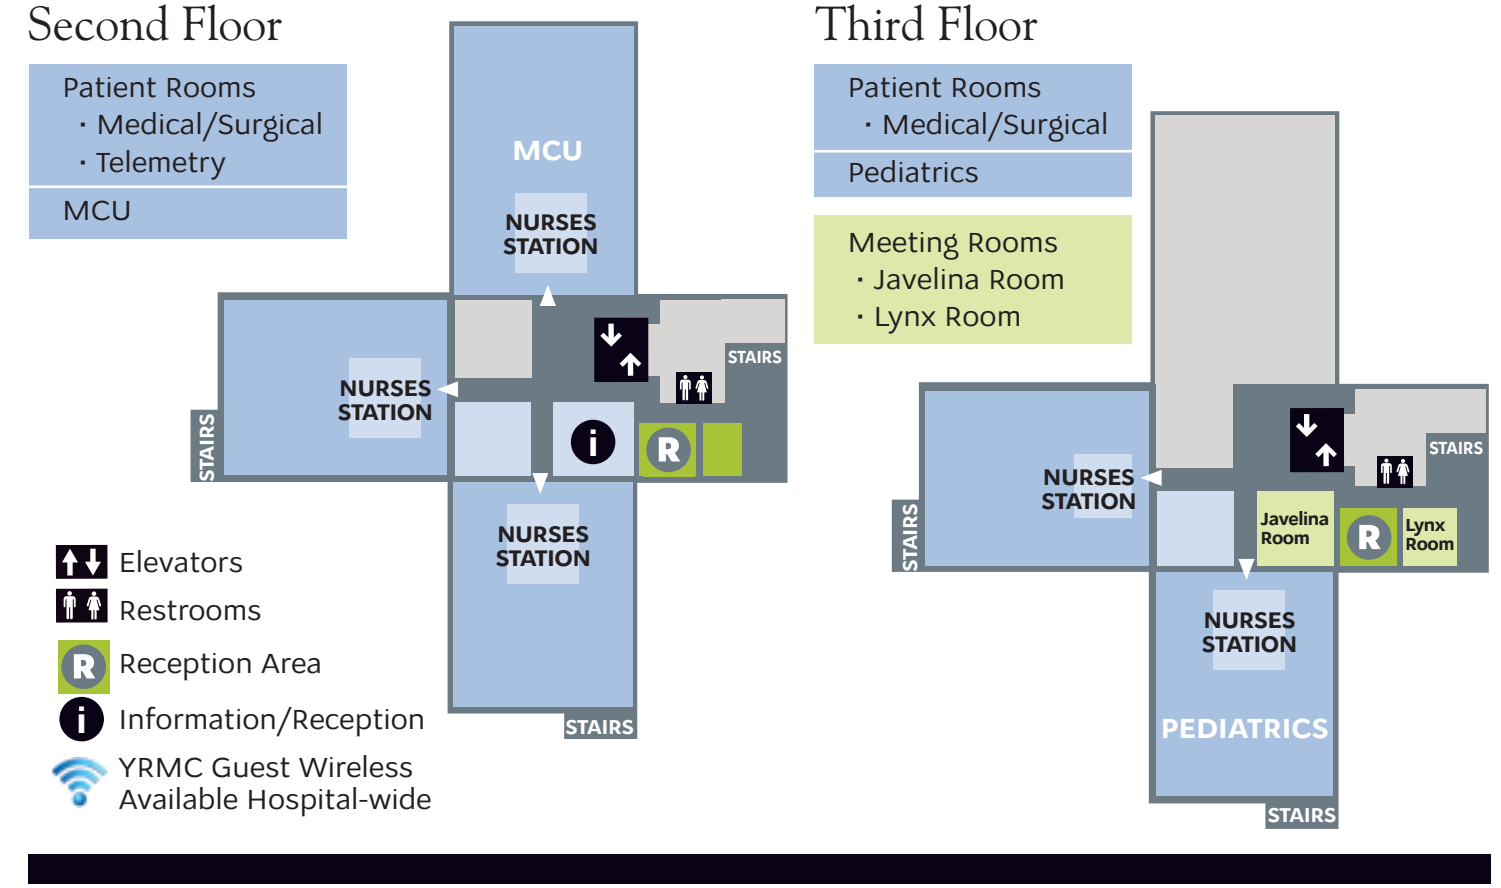 Second Floor
Patient Rooms
· Medical/Surgical
· Telemetry
MCU
MCU
NURSES
STATION
NURSES
STATION
STAIRS
STAIRS
i
R
NURSES
STATION
STAIRS
Elevators
Restrooms
R
Reception Area
i
Information/Reception
YRMC Guest Wireless
Available Hospital-wide
Third Floor
Patient Rooms
· Medical/Surgical
Pediatrics
Meeting Rooms
· Javelina Room
· Lynx Room
STAIRS
NURSES
STATION
STAIRS
Javelina
Room
R
Lynx
Room
NURSES
STATION
PEDIATRICS
STAIRS